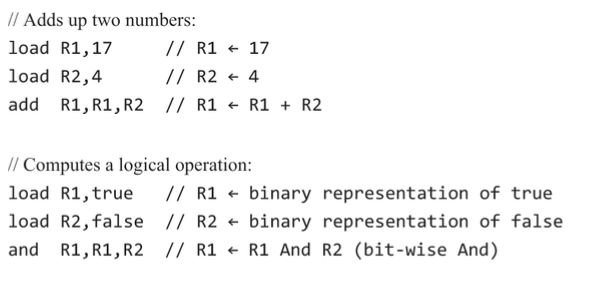 // Adds up two numbers:
load R1,17 // R1 ← 17
load R2,4 // R2 ← 4
add R1,R1,R2 // R1 ← R1 + R2
// Computes a logical operation:
load R1,true // R1 ← binary representation of true
load R2,false // R2 ← binary representation of false
and R1,R1,R2 // R1 ← R1 And R2 (bit-wise And)